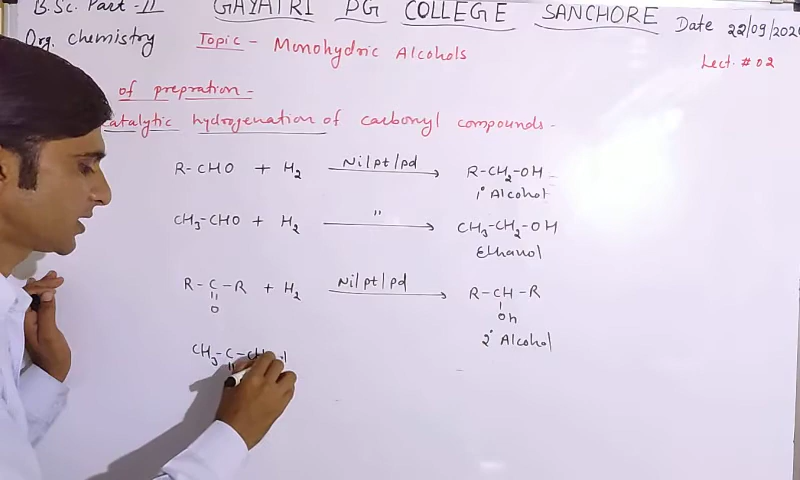 B.Sc. Part-II GAYATRI PG COLLEGE SANCHORE Date 22/09/202
Org. Chemistry Topic - Monohydric Alcohols
Lect. # 02
of prepration -
catalytic hydrogenation of carbonyl compounds -
R-CHO + H2 Ni/pt/pd R-CH2-OH
1° Alcohol
CH3-CHO + H2 " CH3-CH2-OH
Ethanol
R-C-R + H2 Ni/pt/pd R-CH-R
O Oh
2° Alcohol
CH3-C-CH